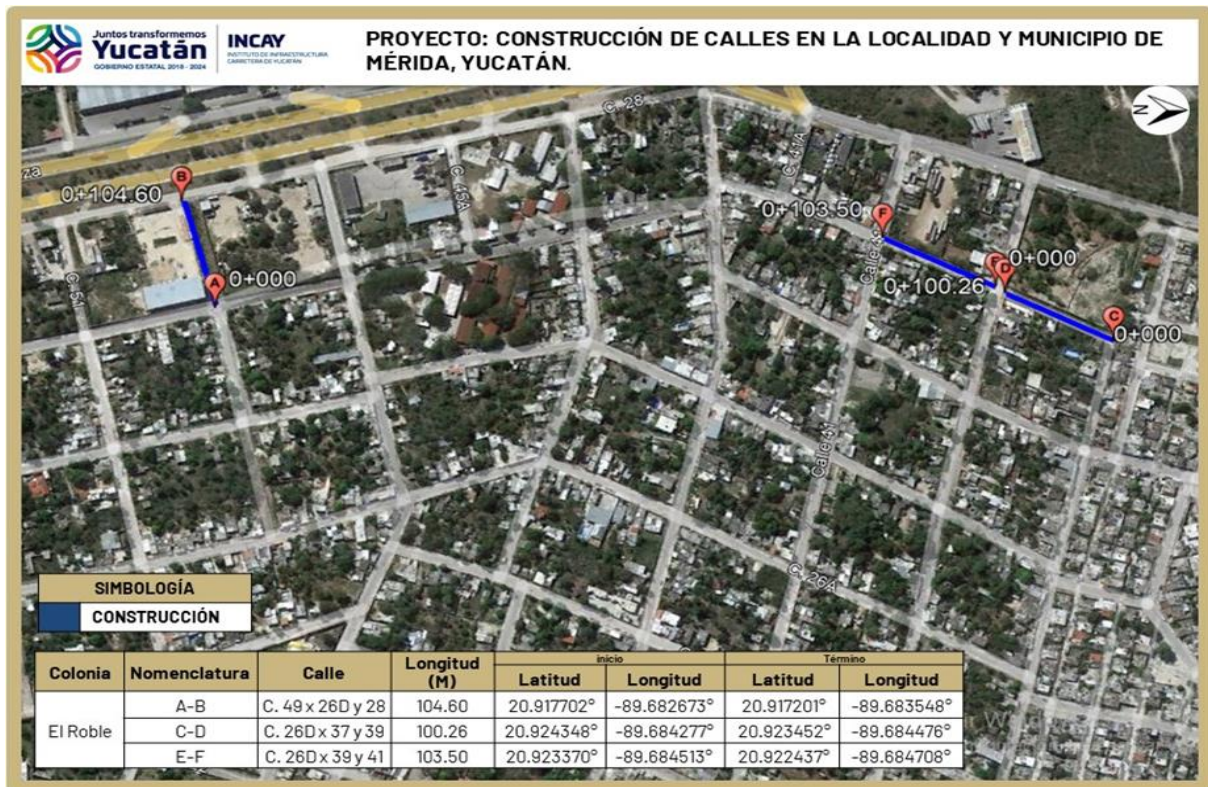 Juntos transformemos
Yucatán
GOBIERNO ESTATAL 2018 - 2024
INCAY
INSTITUTO DE INFRAESTRUCTURA
CARRETERA DE YUCATÁN
PROYECTO: CONSTRUCCIÓN DE CALLES EN LA LOCALIDAD Y MUNICIPIO DE
MÉRIDA, YUCATÁN.
N
C. 28
C. 41A
za
B
0+104.60
C. 45A
0+103.50
F
A
0+000
C. 51
E
D
0+000
0+100.26
C
0+000
Calle 41
C. 26A
SIMBOLOGÍA
CONSTRUCCIÓN
Colonia Nomenclatura Calle Longitud (M) inicio Término
Latitud Longitud Latitud Longitud
El Roble
A-B C. 49 x 26D y 28 104.60 20.917702° -89.682673° 20.917201° -89.683548°
C-D C. 26D x 37 y 39 100.26 20.924348° -89.684277° 20.923452° -89.684476°
E-F C. 26D x 39 y 41 103.50 20.923370° -89.684513° 20.922437° -89.684708°